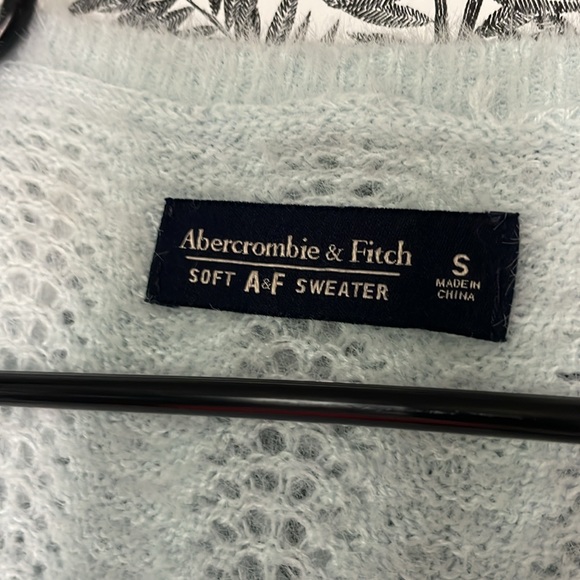 Abercrombie & Fitch
SOFT A&F SWEATER
S
MADE IN
CHINA